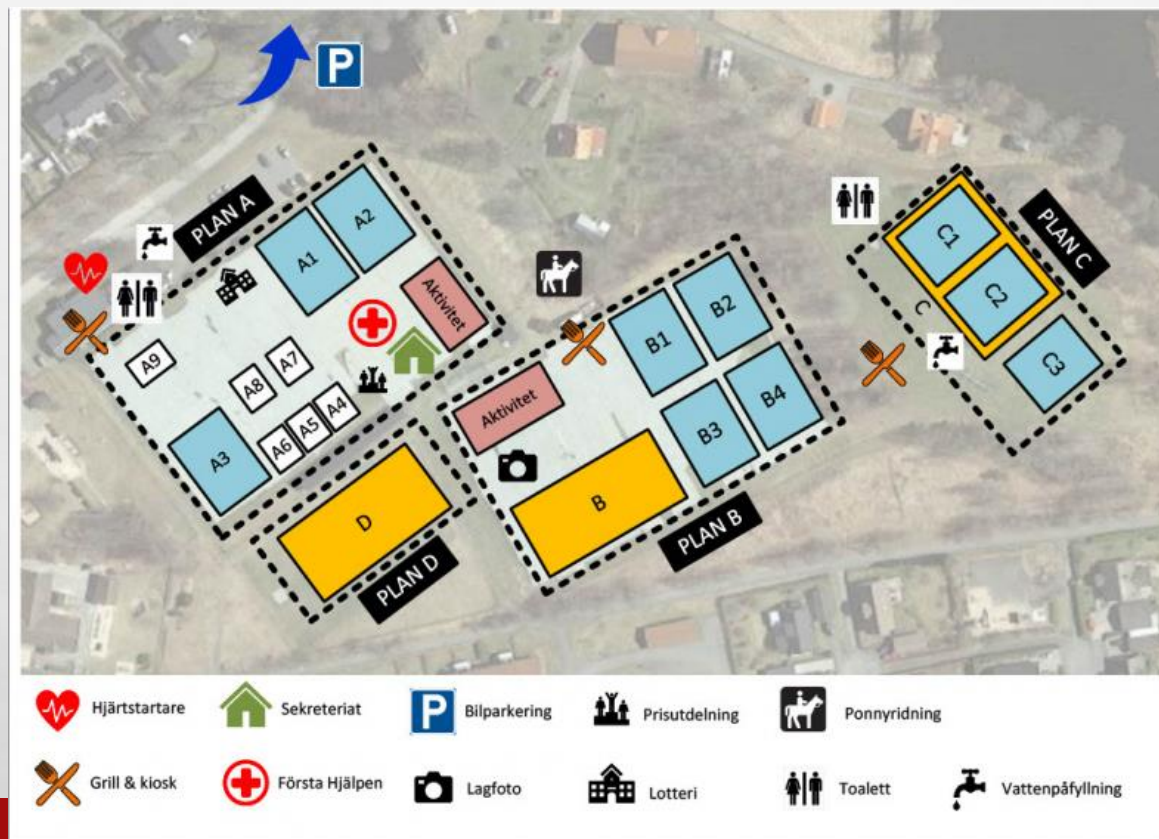 P
PLAN A
A1
A2
Aktivitet
A9
A8
A7
A6
A5
A4
A3
D
PLAN D
Aktivitet
B1
B2
B3
B4
B
PLAN B
C1
C2
C
C3
PLAN C
Hjärtstartare
Sekreteriat
P
Bilparkering
Prisutdelning
Ponnyridning
Grill & kiosk
Första Hjälpen
Lagfoto
Lotteri
Toalett
Vattenpåfyllning